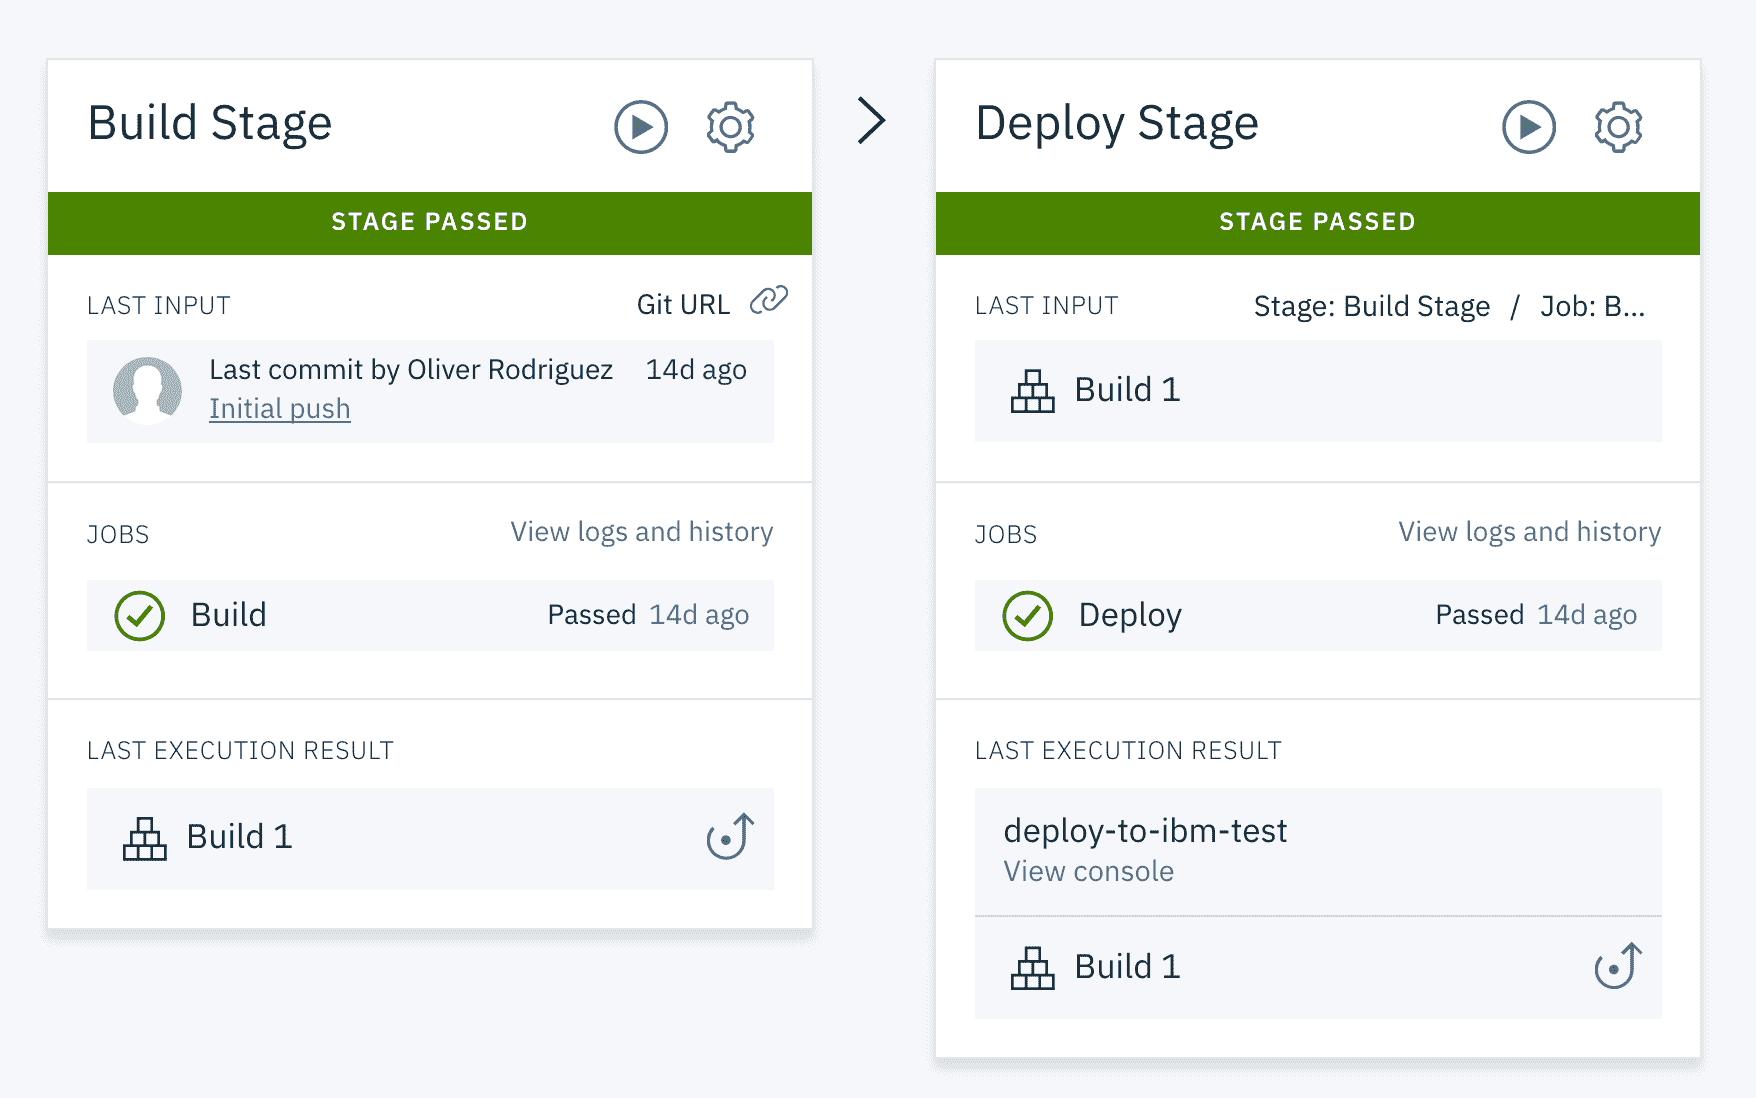 Build Stage
STAGE PASSED
LAST INPUT Git URL
Last commit by Oliver Rodriguez 14d ago
Initial push
JOBS View logs and history
Build Passed 14d ago
LAST EXECUTION RESULT
Build 1
Deploy Stage
STAGE PASSED
LAST INPUT Stage: Build Stage / Job: B...
Build 1
JOBS View logs and history
Deploy Passed 14d ago
LAST EXECUTION RESULT
deploy-to-ibm-test
View console
Build 1